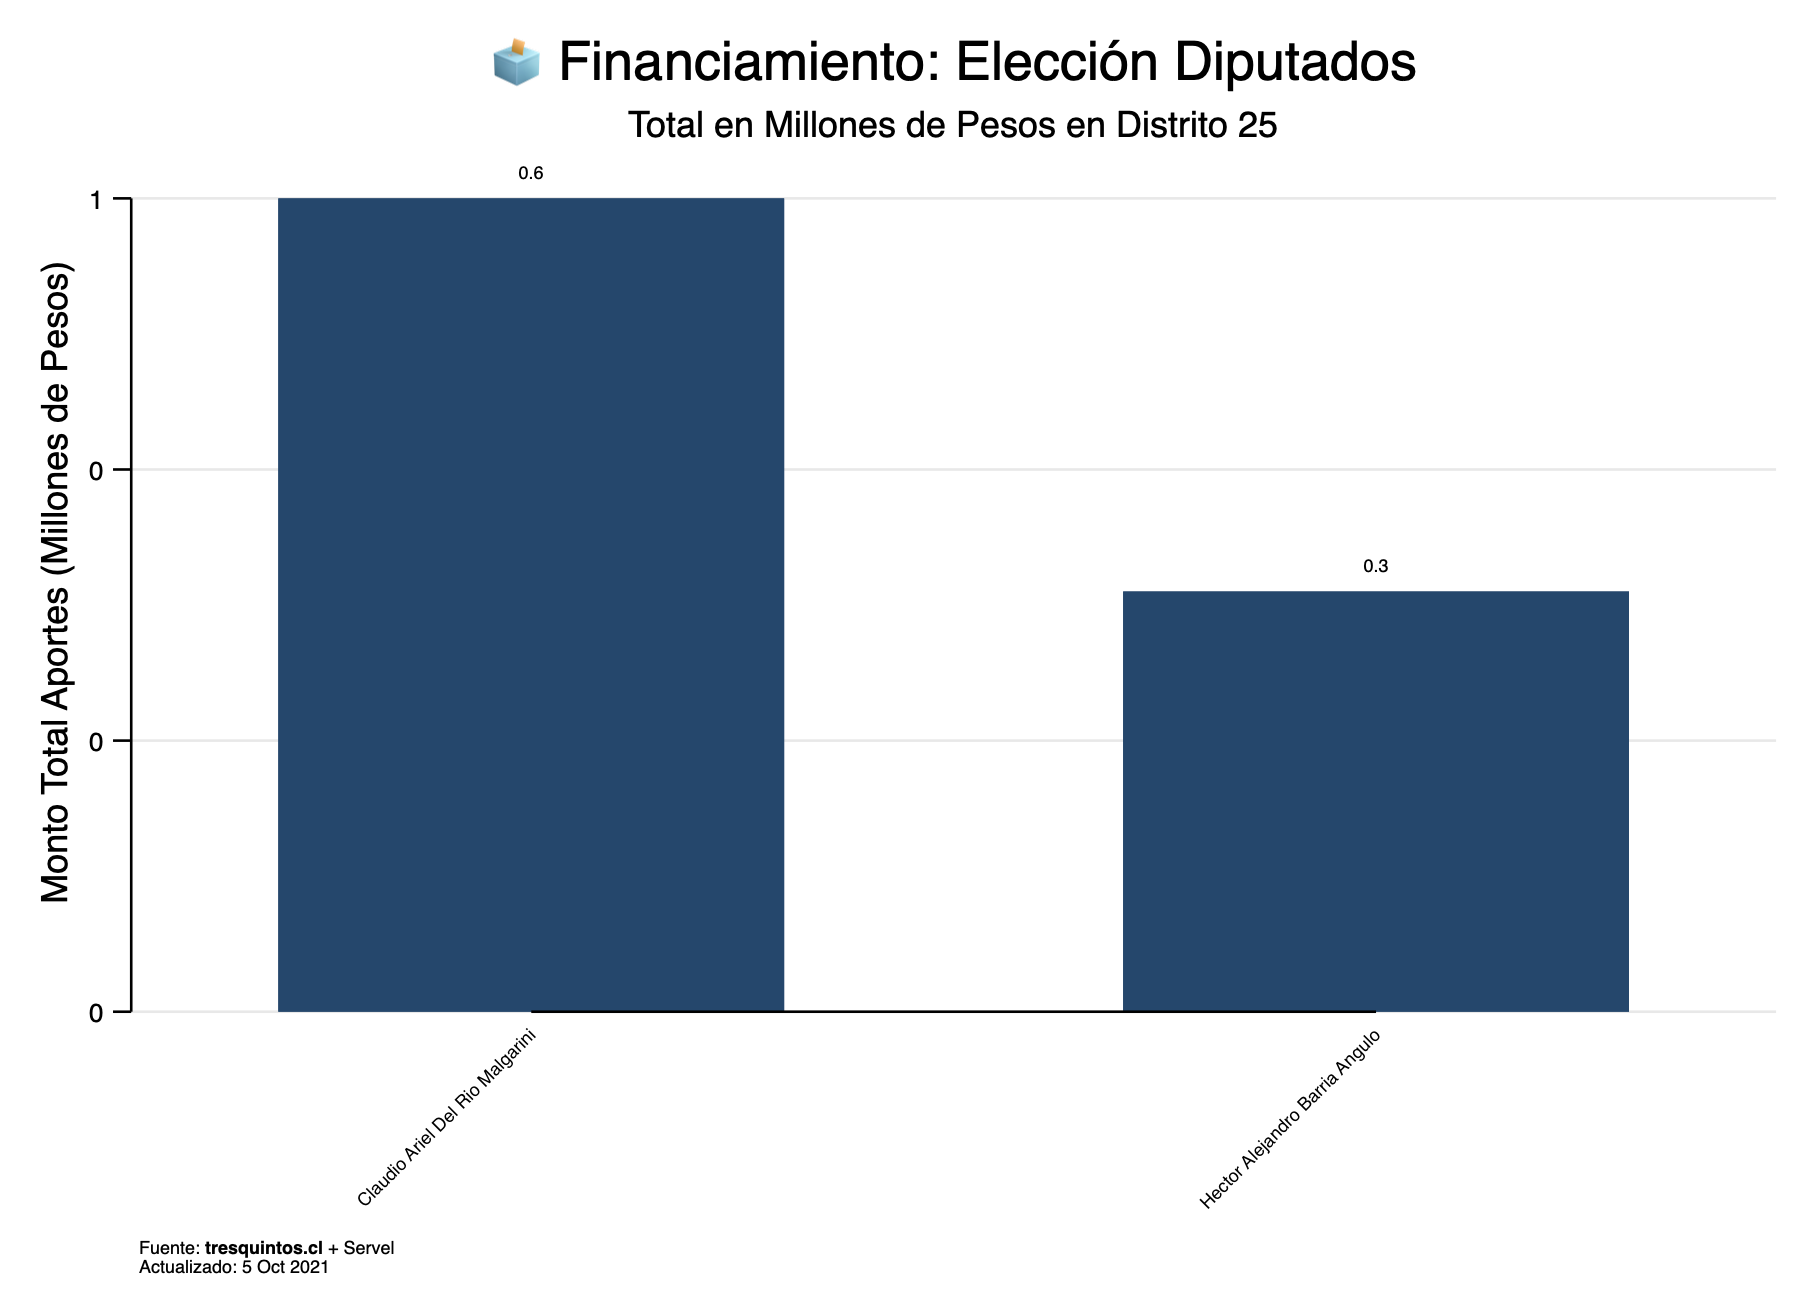 🗳️ Financiamiento: Elección Diputados
Total en Millones de Pesos en Distrito 25
Monto Total Aportes (Millones de Pesos)
1
0
0
0
0.6
0.3
Claudio Ariel Del Rio Malgarini
Hector Alejandro Barria Angulo
Fuente: tresquintos.cl + Servel
Actualizado: 5 Oct 2021